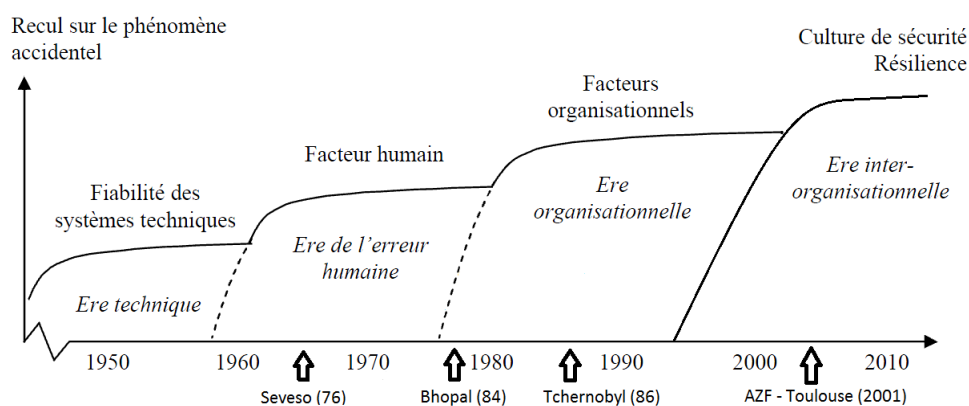 Recul sur le phénomène
accidentel
Culture de sécurité
Résilience
Facteurs
organisationnels
Facteur humain
Fiabilité des
systèmes techniques
Ere inter-
organisationnelle
Ere
organisationnelle
Ere de l’erreur
humaine
Ere technique
1950 1960 1970 1980 1990 2000 2010
Seveso (76) Bhopal (84) Tchernobyl (86) AZF - Toulouse (2001)